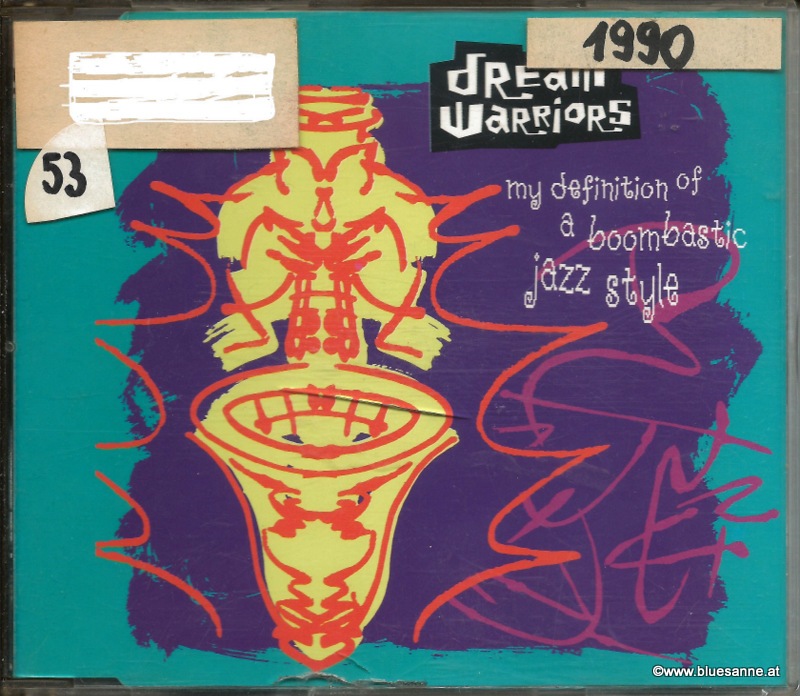 1990
53
dREam
WaRRioRs
my definition of
a boombastic
jazz style
©www.bluesanne.at